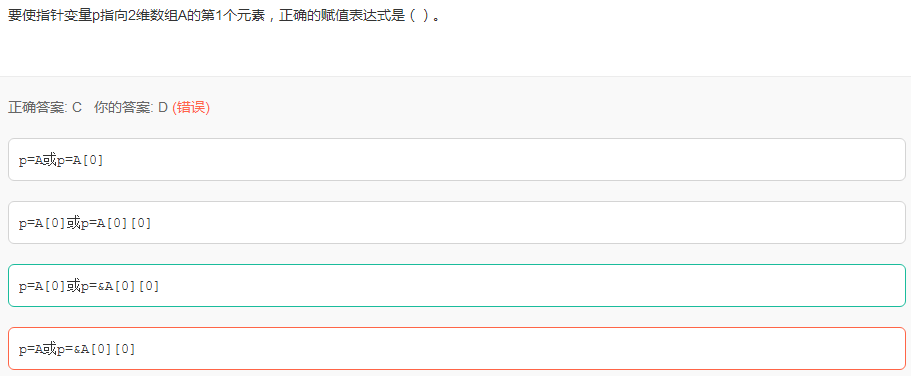 要使指针变量p指向2维数组A的第1个元素，正确的赋值表达式是（ ）。
正确答案: C 你的答案: D (错误)
p=A或p=A[0]
p=A[0]或p=A[0][0]
p=A[0]或p=&A[0][0]
p=A或p=&A[0][0]